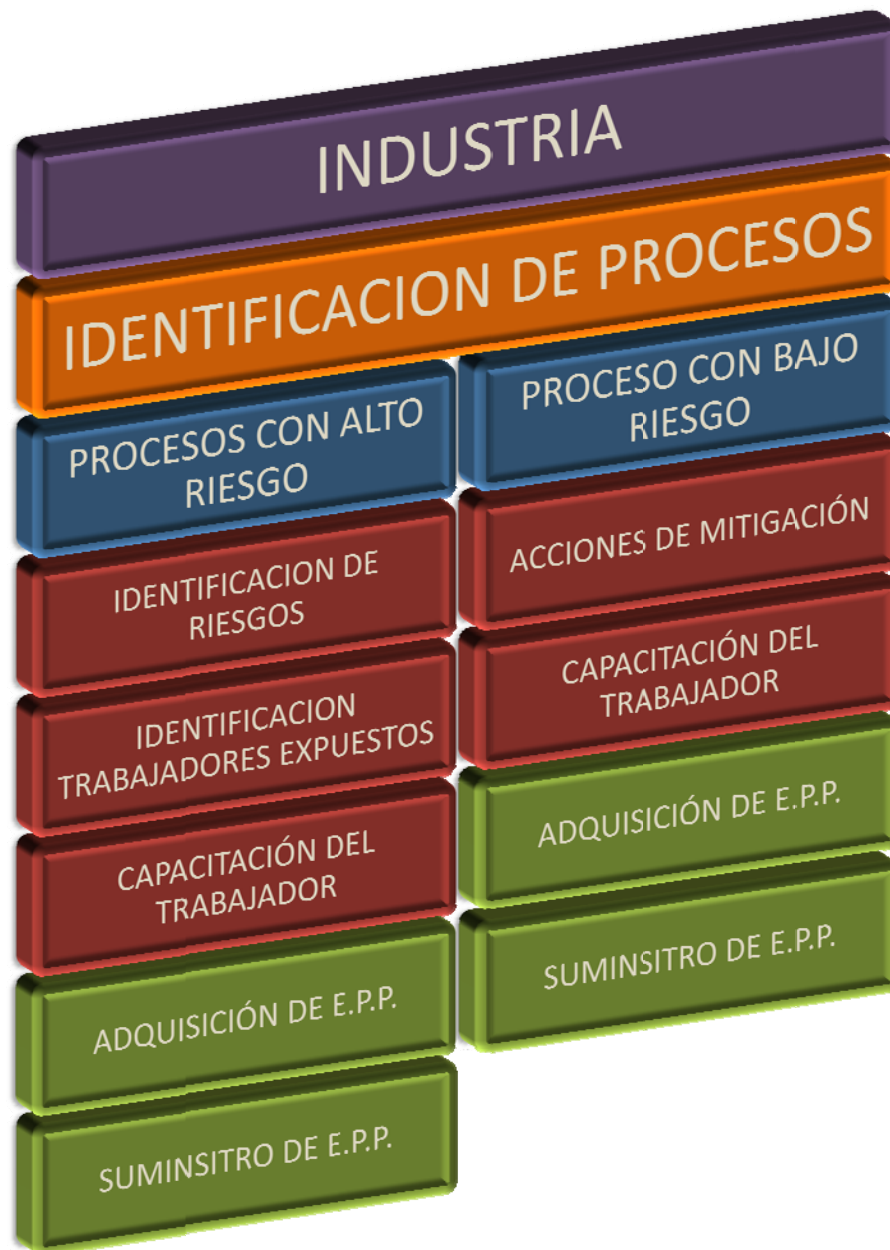 INDUSTRIA
IDENTIFICACION DE PROCESOS
PROCESOS CON ALTO
RIESGO
IDENTIFICACION DE
RIESGOS
IDENTIFICACION
TRABAJADORES EXPUESTOS
CAPACITACIÓN DEL
TRABAJADOR
ADQUISICIÓN DE E.P.P.
SUMINSITRO DE E.P.P.
PROCESO CON BAJO
RIESGO
ACCIONES DE MITIGACIÓN
CAPACITACIÓN DEL
TRABAJADOR
ADQUISICIÓN DE E.P.P.
SUMINSITRO DE E.P.P.